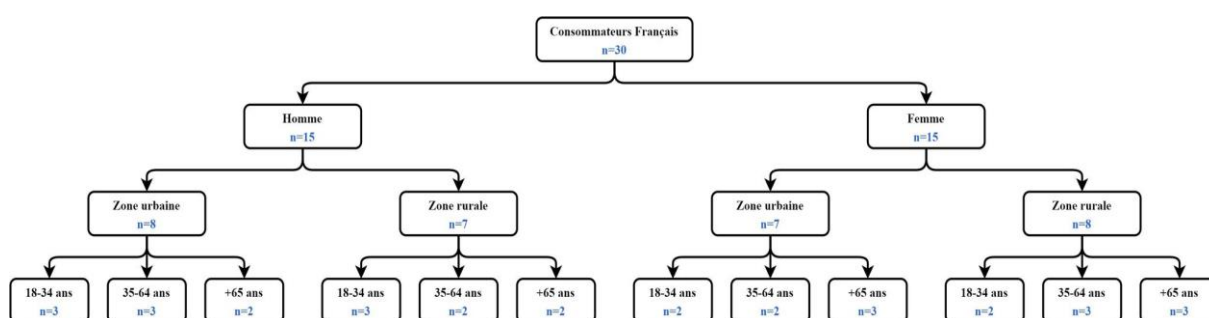 Consommateurs Français
n=30
Homme
n=15
Femme
n=15
Zone urbaine
n=8
Zone rurale
n=7
Zone urbaine
n=7
Zone rurale
n=8
18-34 ans
n=3
35-64 ans
n=3
+65 ans
n=2
18-34 ans
n=3
35-64 ans
n=2
+65 ans
n=2
18-34 ans
n=2
35-64 ans
n=2
+65 ans
n=3
18-34 ans
n=2
35-64 ans
n=3
+65 ans
n=3